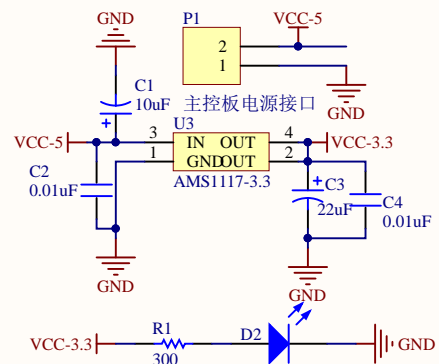 GND
P1
VCC-5
2
1
GND
C1
10uF
主控板电源接口
U3
VCC-5
3
IN OUT
4
VCC-3.3
1
GNDOUT
2
AMS1117-3.3
C2
0.01uF
C3
22uF
C4
0.01uF
GND
GND
VCC-3.3
R1
300
D2
GND